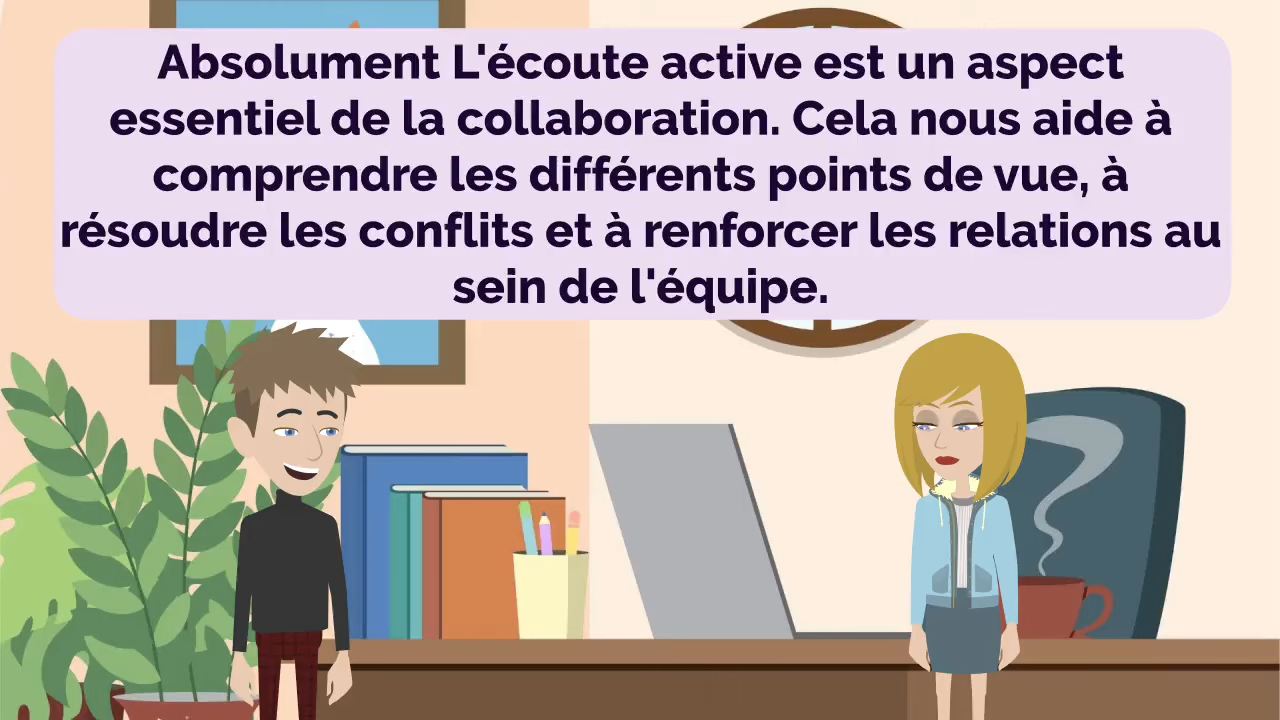 Absolument L'écoute active est un aspect
essentiel de la collaboration. Cela nous aide à
comprendre les différents points de vue, à
résoudre les conflits et à renforcer les relations au
sein de l'équipe.